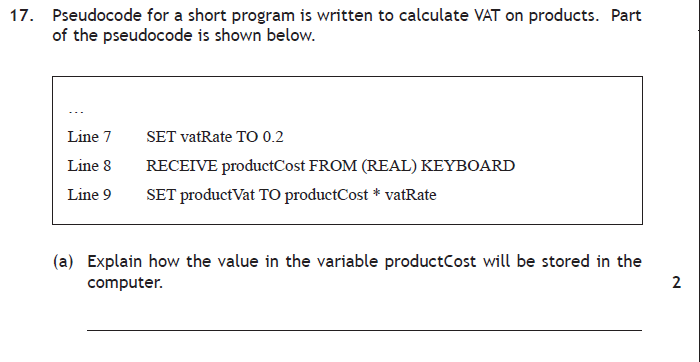 17. Pseudocode for a short program is written to calculate VAT on products. Part
of the pseudocode is shown below.
...
Line 7 SET vatRate TO 0.2
Line 8 RECEIVE productCost FROM (REAL) KEYBOARD
Line 9 SET productVat TO productCost * vatRate
(a) Explain how the value in the variable productCost will be stored in the
computer. 2